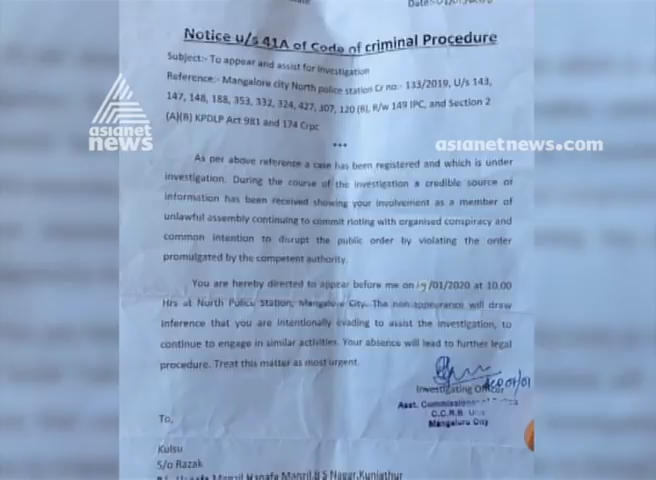 Date:-
Notice u/s 41A of Code of criminal Procedure
Subject:- To appear and assist for investigation
Reference:- Mangalore city North police station Cr no:- 133/2019, U/s 143,
147, 148, 188, 353, 332, 324, 427, 307, 120 (B), R/w 149 IPC, and Section 2
(A)(B) KPDLP Act 981 and 174 Crpc
***
asianet
news
asianetnews.com
As per above reference a case has been registered and which is under
investigation. During the course of the investigation a credible source of
information has been received showing your involvement as a member of
unlawful assembly continuing to commit rioting with organised conspiracy and
common intention to disrupt the public order by violating the order
promulgated by the competent authority.
You are hereby directed to appear before me on /01/2020 at 10.00
Hrs at North Police Station, Mangalore City. The non appearance will draw
inference that you are intentionally evading to assist the investigation, to
continue to engage in similar activities. Your absence will lead to further legal
procedure. Treat this matter as most urgent.
Investigating Officer
Asst. Commissioner
C.C.R.B.
Mangaluru City
To,
Kulsu
S/o Razak
Manzil Hanafa Manzil B S Nagar, Kunjathur